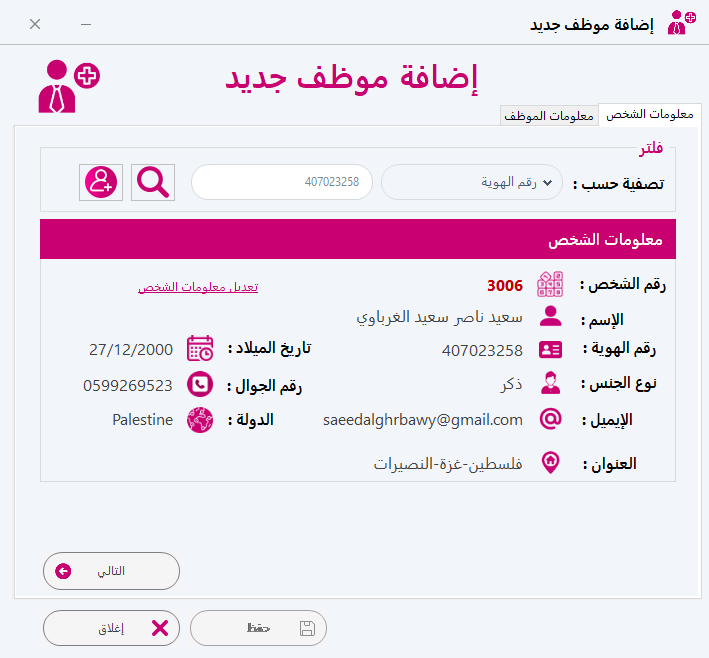 إضافة موظف جديد
إضافة موظف جديد
معلومات الشخص معلومات الموظف
فلتر
تصفية حسب : رقم الهوية 407023258
معلومات الشخص
رقم الشخص : 3006 تعديل معلومات الشخص
الإسم : سعيد ناصر سعيد الغرباوي
رقم الهوية : 407023258 تاريخ الميلاد : 27/12/2000
نوع الجنس : ذكر رقم الجوال : 0599269523
الإيميل : saeedalghrbawy@gmail.com الدولة : Palestine
العنوان : فلسطين-غزة-النصيرات
التالي
حفظ إغلاق